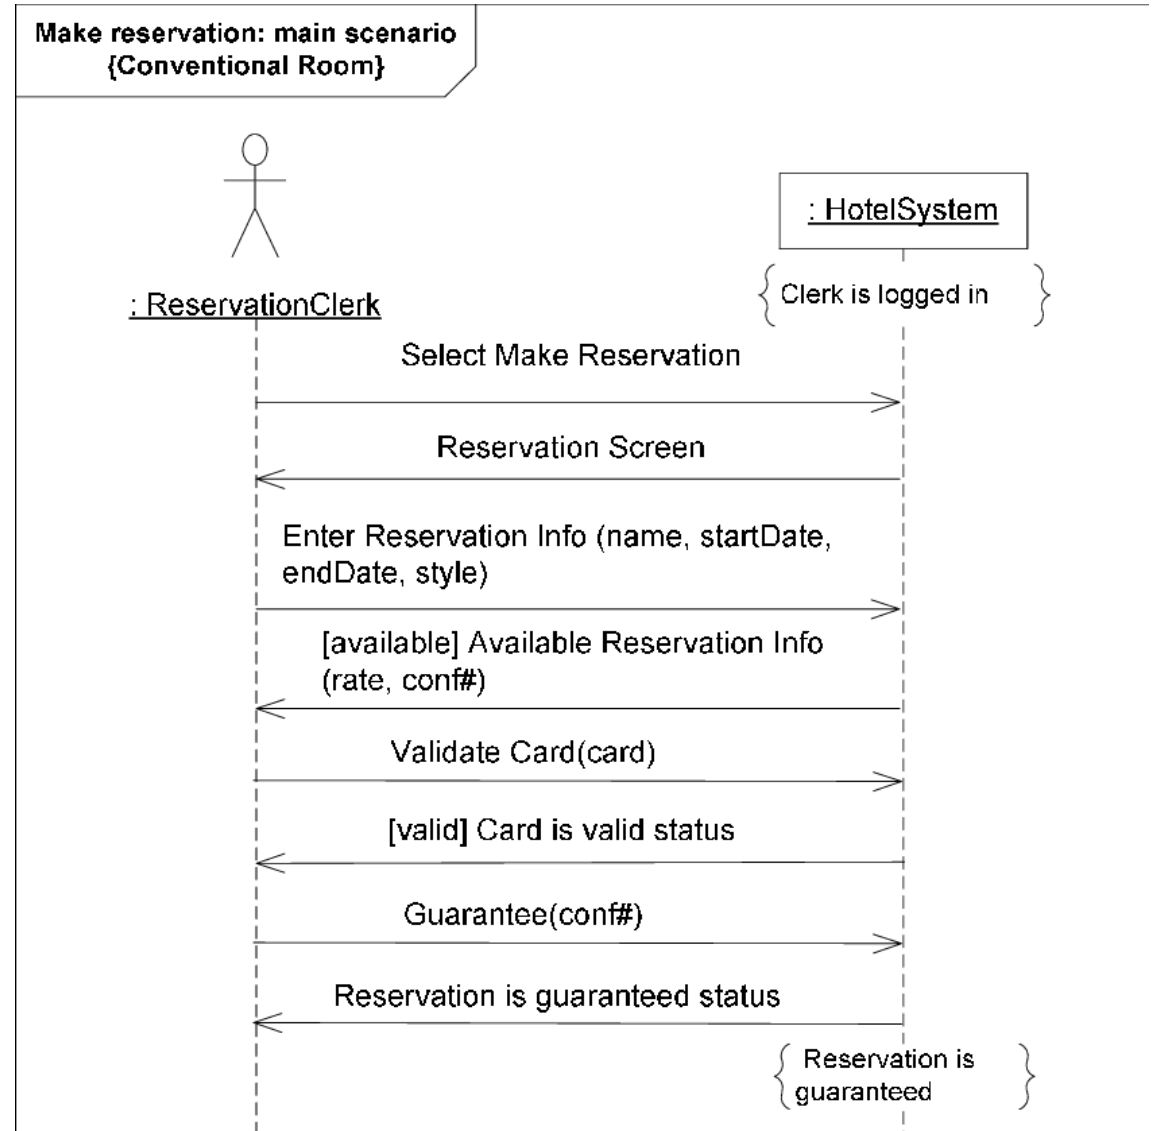 Make reservation: main scenario
{Conventional Room}
: HotelSystem
Clerk is logged in
: ReservationClerk
Select Make Reservation
Reservation Screen
Enter Reservation Info (name, startDate,
endDate, style)
[available] Available Reservation Info
(rate, conf#)
Validate Card(card)
[valid] Card is valid status
Guarantee(conf#)
Reservation is guaranteed status
Reservation is
guaranteed